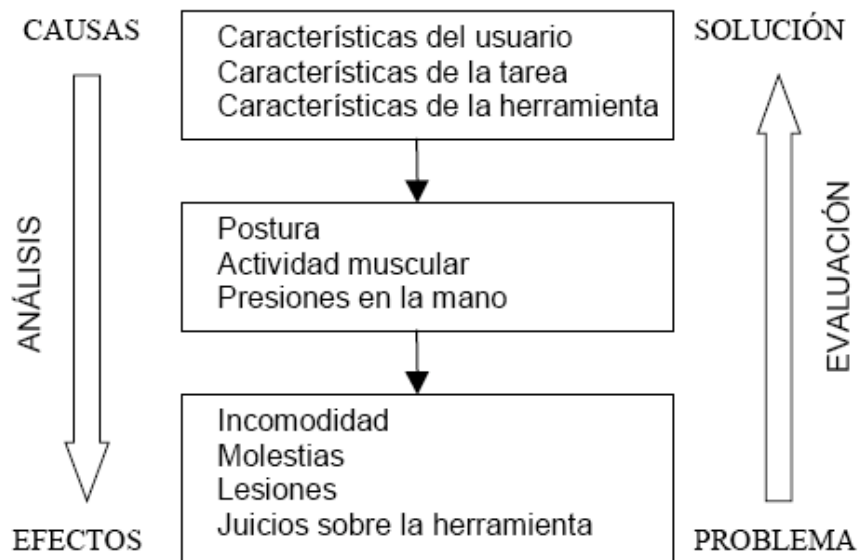 CAUSAS
Características del usuario
Características de la tarea
Características de la herramienta
SOLUCIÓN
ANÁLISIS
Postura
Actividad muscular
Presiones en la mano
EVALUACIÓN
Incomodidad
Molestias
Lesiones
Juicios sobre la herramienta
EFECTOS
PROBLEMA